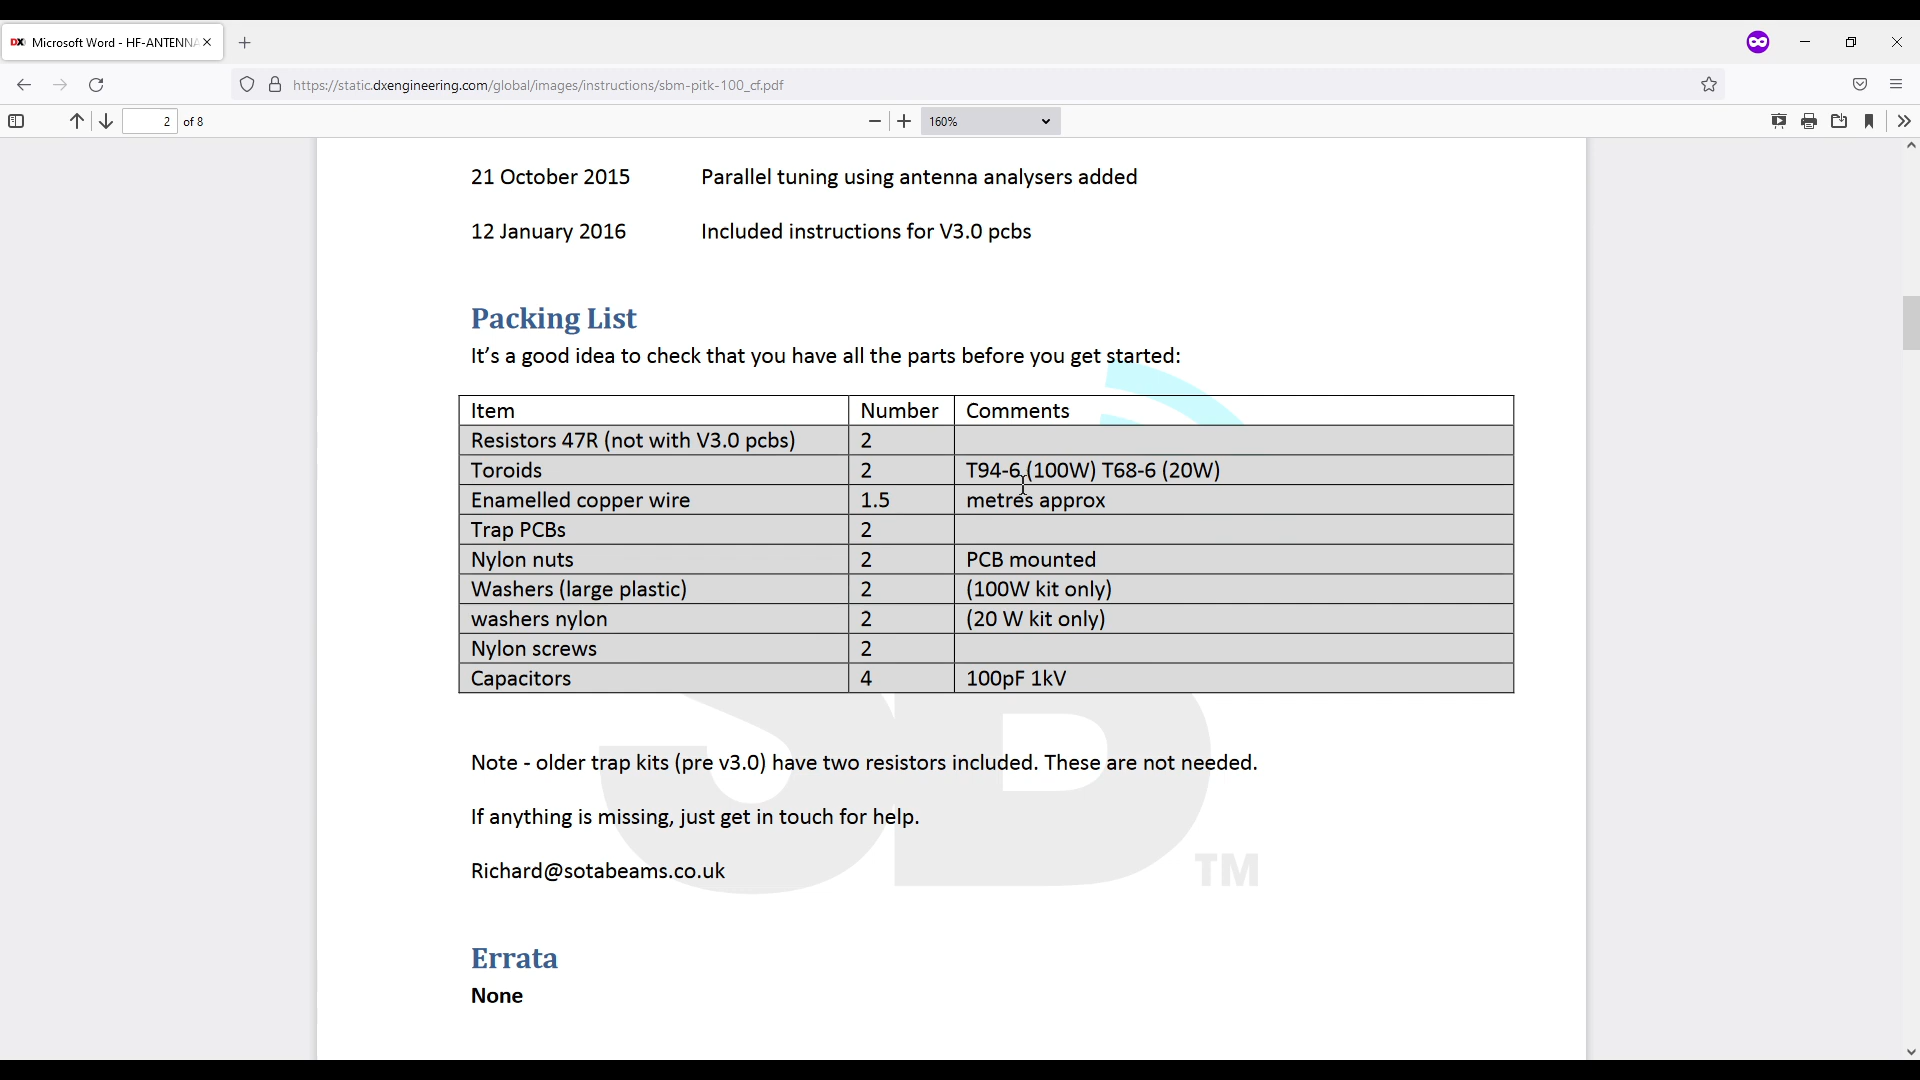 DX Microsoft Word - HF-ANTENNA
https://static.dxengineering.com/global/images/instructions/sbm-pitk-100_cf.pdf
2 of 8 160%
21 October 2015 Parallel tuning using antenna analysers added
12 January 2016 Included instructions for V3.0 pcbs
Packing List
It's a good idea to check that you have all the parts before you get started:
Item Number Comments
Resistors 47R (not with V3.0 pcbs) 2
Toroids 2 T94-6 (100W) T68-6 (20W)
Enamelled copper wire 1.5 metres approx
Trap PCBs 2
Nylon nuts 2 PCB mounted
Washers (large plastic) 2 (100W kit only)
washers nylon 2 (20 W kit only)
Nylon screws 2
Capacitors 4 100pF 1kV
Note - older trap kits (pre v3.0) have two resistors included. These are not needed.
If anything is missing, just get in touch for help.
Richard@sotabeams.co.uk
SB TM
Errata
None